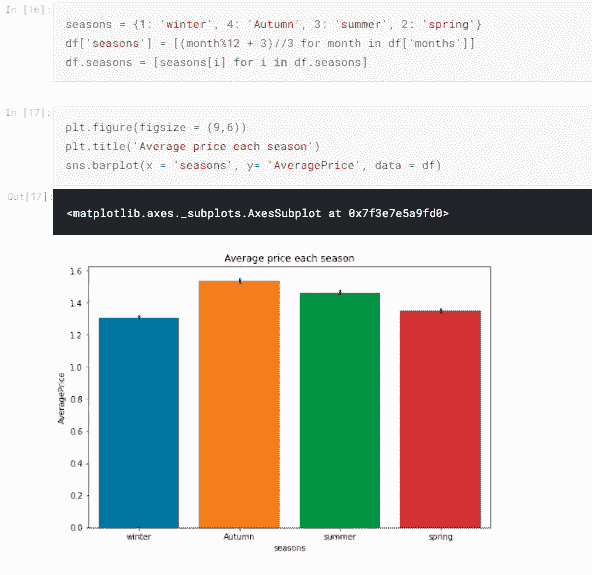 In [16]:
seasons = {1: 'winter', 4: 'Autumn', 3: 'summer', 2: 'spring'}
df['seasons'] = [(month%12 + 3)//3 for month in df['months']]
df.seasons = [seasons[i] for i in df.seasons]
In [17]:
plt.figure(figsize = (9,6))
plt.title('Average price each season')
sns.barplot(x = 'seasons', y= 'AveragePrice', data = df)
Out[17]:
<matplotlib.axes._subplots.AxesSubplot at 0x7f3e7e5a9fd0>
Average price each season
1.6
1.4
1.2
1.0
0.8
0.6
0.4
0.2
0.0
AveragePrice
winter Autumn summer spring
seasons